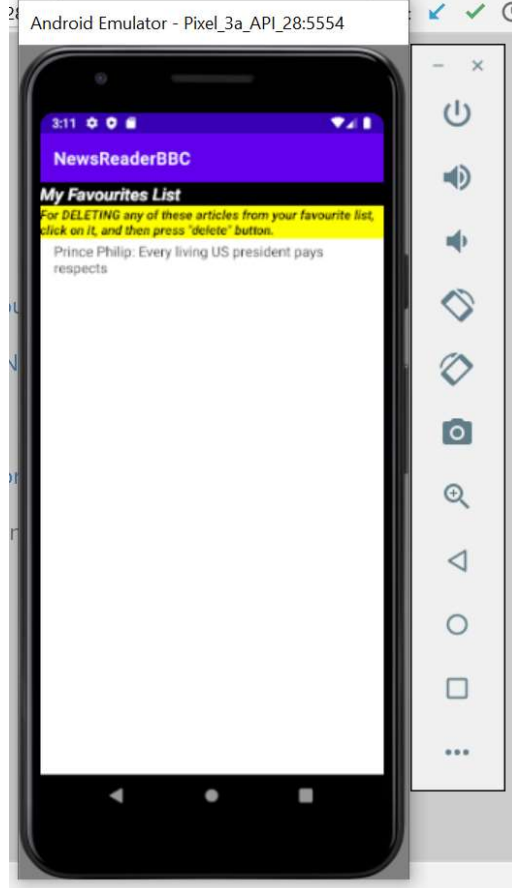 Android Emulator - Pixel_3a_API_28:5554
3:11
NewsReaderBBC
My Favourites List
For DELETING any of these articles from your favourite list,
click on it, and then press "delete" button.
Prince Philip: Every living US president pays
respects